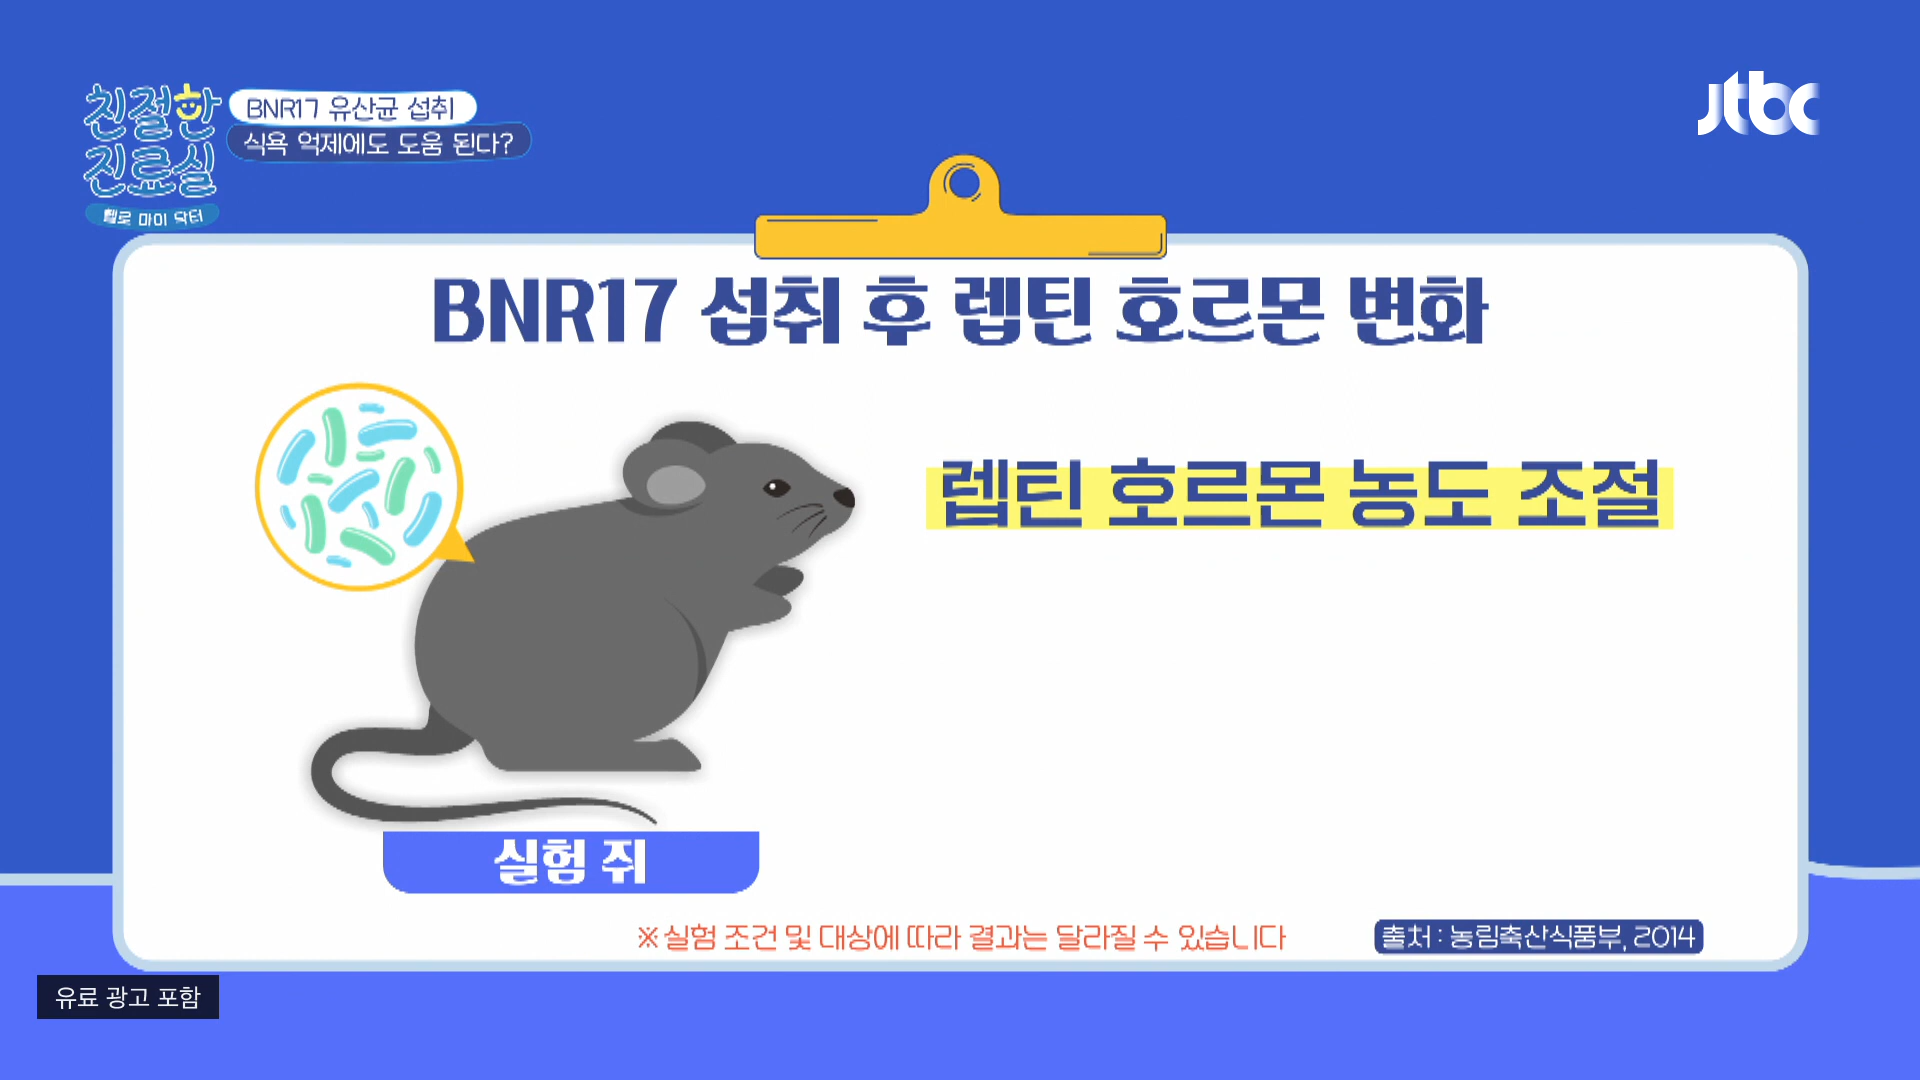 친절한
진료실
헬로 마이 닥터
BNR17 유산균 섭취
식욕 억제에도 도움 된다?
jtbc
BNR17 섭취 후 렙틴 호르몬 변화
렙틴 호르몬 농도 조절
실험 쥐
※실험 조건 및 대상에 따라 결과는 달라질 수 있습니다
출처 : 농림축산식품부, 2014
유료 광고 포함